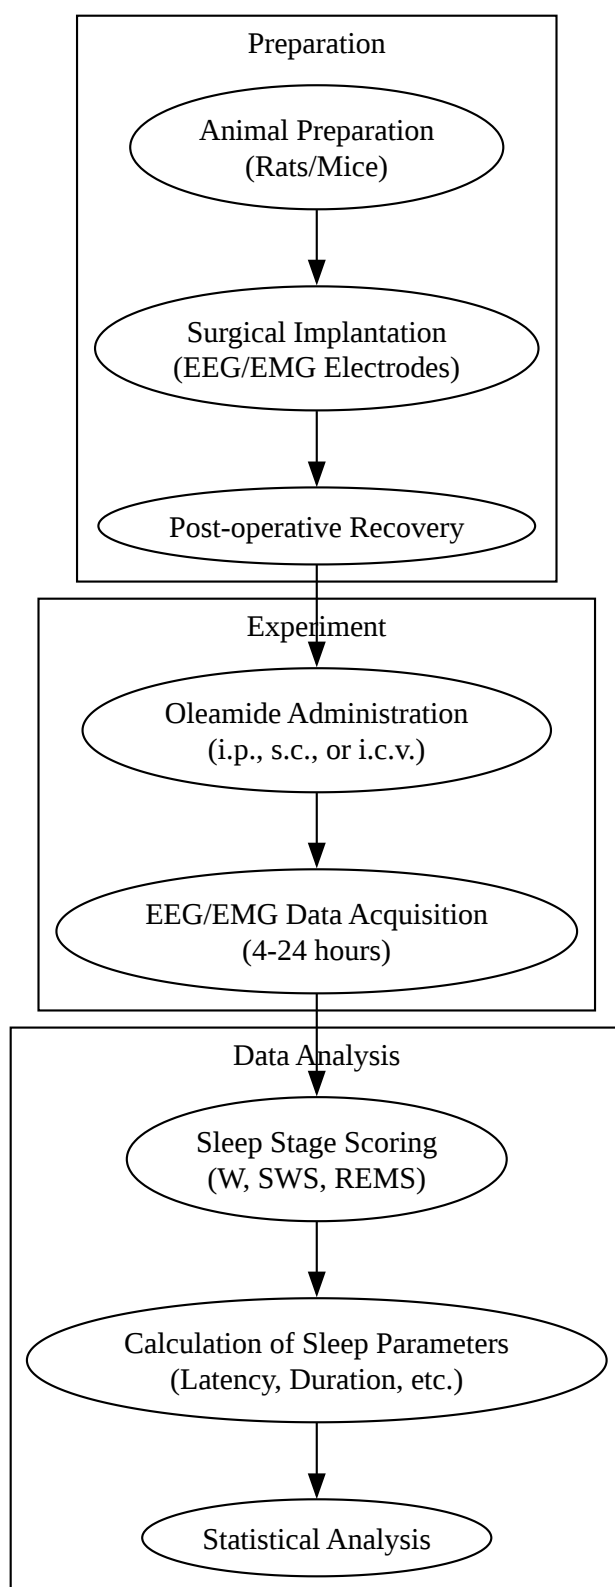 Preparation
Animal Preparation
(Rats/Mice)
Surgical Implantation
(EEG/EMG Electrodes)
Post-operative Recovery
Experiment
Oleamide Administration
(i.p., s.c., or i.c.v.)
EEG/EMG Data Acquisition
(4-24 hours)
Data Analysis
Sleep Stage Scoring
(W, SWS, REMS)
Calculation of Sleep Parameters
(Latency, Duration, etc.)
Statistical Analysis